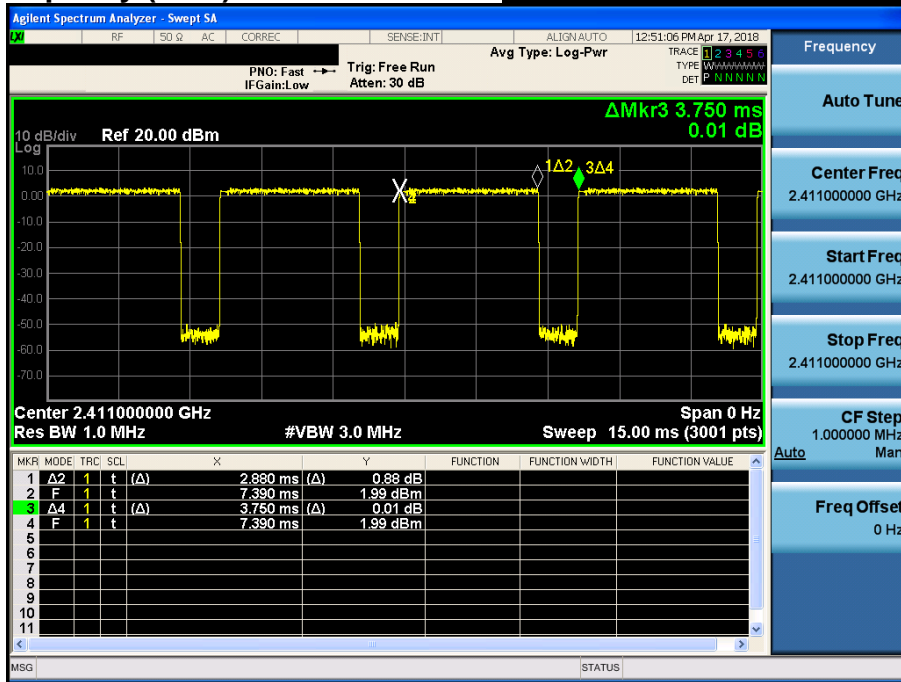 Agilent Spectrum Analyzer - Swept SA
LXI RF 50 Ω AC CORREC SENSE:INT ALIGN AUTO 12:51:06 PM Apr 17, 2018
Avg Type: Log-Pwr
TRACE 1 2 3 4 5 6
TYPE
DET P N N N N N
PNO: Fast
IFGain:Low
Trig: Free Run
Atten: 30 dB
ΔMkr3 3.750 ms
0.01 dB
10 dB/div Ref 20.00 dBm
Log
10.0
0.00
-10.0
-20.0
-30.0
-40.0
-50.0
-60.0
-70.0
1Δ2 3Δ4
Center 2.411000000 GHz Span 0 Hz
Res BW 1.0 MHz #VBW 3.0 MHz Sweep 15.00 ms (3001 pts)
MKR MODE TRC SCL X Y FUNCTION FUNCTION WIDTH FUNCTION VALUE
1 Δ2 1 t (Δ) 2.880 ms (Δ) 0.88 dB
2 F 1 t 7.390 ms 1.99 dBm
3 Δ4 1 t (Δ) 3.750 ms (Δ) 0.01 dB
4 F 1 t 7.390 ms 1.99 dBm
5
6
7
8
9
10
11
MSG STATUS
Frequency
Auto Tune
Center Freq
2.411000000 GHz
Start Freq
2.411000000 GHz
Stop Freq
2.411000000 GHz
CF Step
1.000000 MHz
Auto Man
Freq Offset
0 Hz